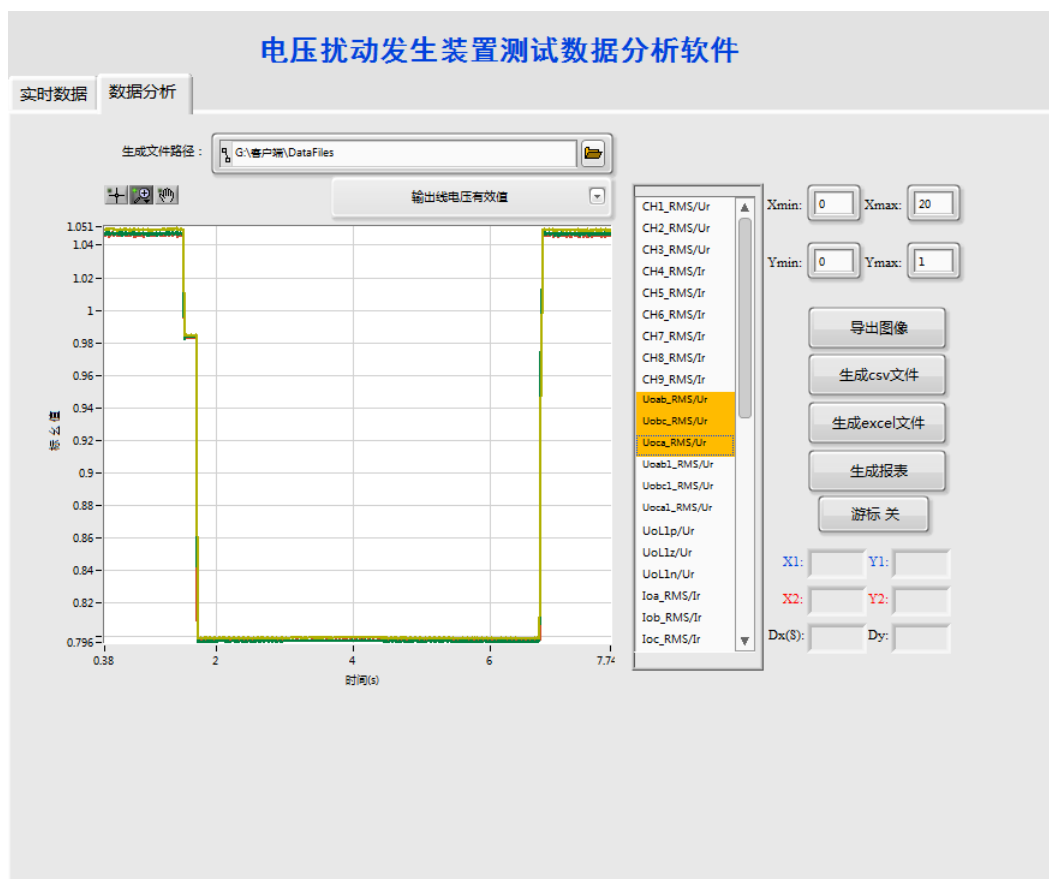 电压扰动发生装置测试数据分析软件
实时数据
数据分析
生成文件路径：
G:\客户端\DataFiles
输出线电压有效值
1.051
1.04
1.02
1
0.98
0.96
0.94
0.92
0.9
0.88
0.86
0.84
0.82
0.796
标幺值
0.38 2 4 6 7.74
时间(s)
CH1_RMS/Ur
CH2_RMS/Ur
CH3_RMS/Ur
CH4_RMS/Ir
CH5_RMS/Ir
CH6_RMS/Ir
CH7_RMS/Ir
CH8_RMS/Ir
CH9_RMS/Ir
Uoab_RMS/Ur
Uobc_RMS/Ur
Uoca_RMS/Ur
Uoab1_RMS/Ur
Uobc1_RMS/Ur
Uoca1_RMS/Ur
UoL1p/Ur
UoL1z/Ur
UoL1n/Ur
Ioa_RMS/Ir
Iob_RMS/Ir
Ioc_RMS/Ir
Xmin: 0 Xmax: 20
Ymin: 0 Ymax: 1
导出图像
生成csv文件
生成excel文件
生成报表
游标 关
X1: Y1:
X2: Y2:
Dx(S): Dy: